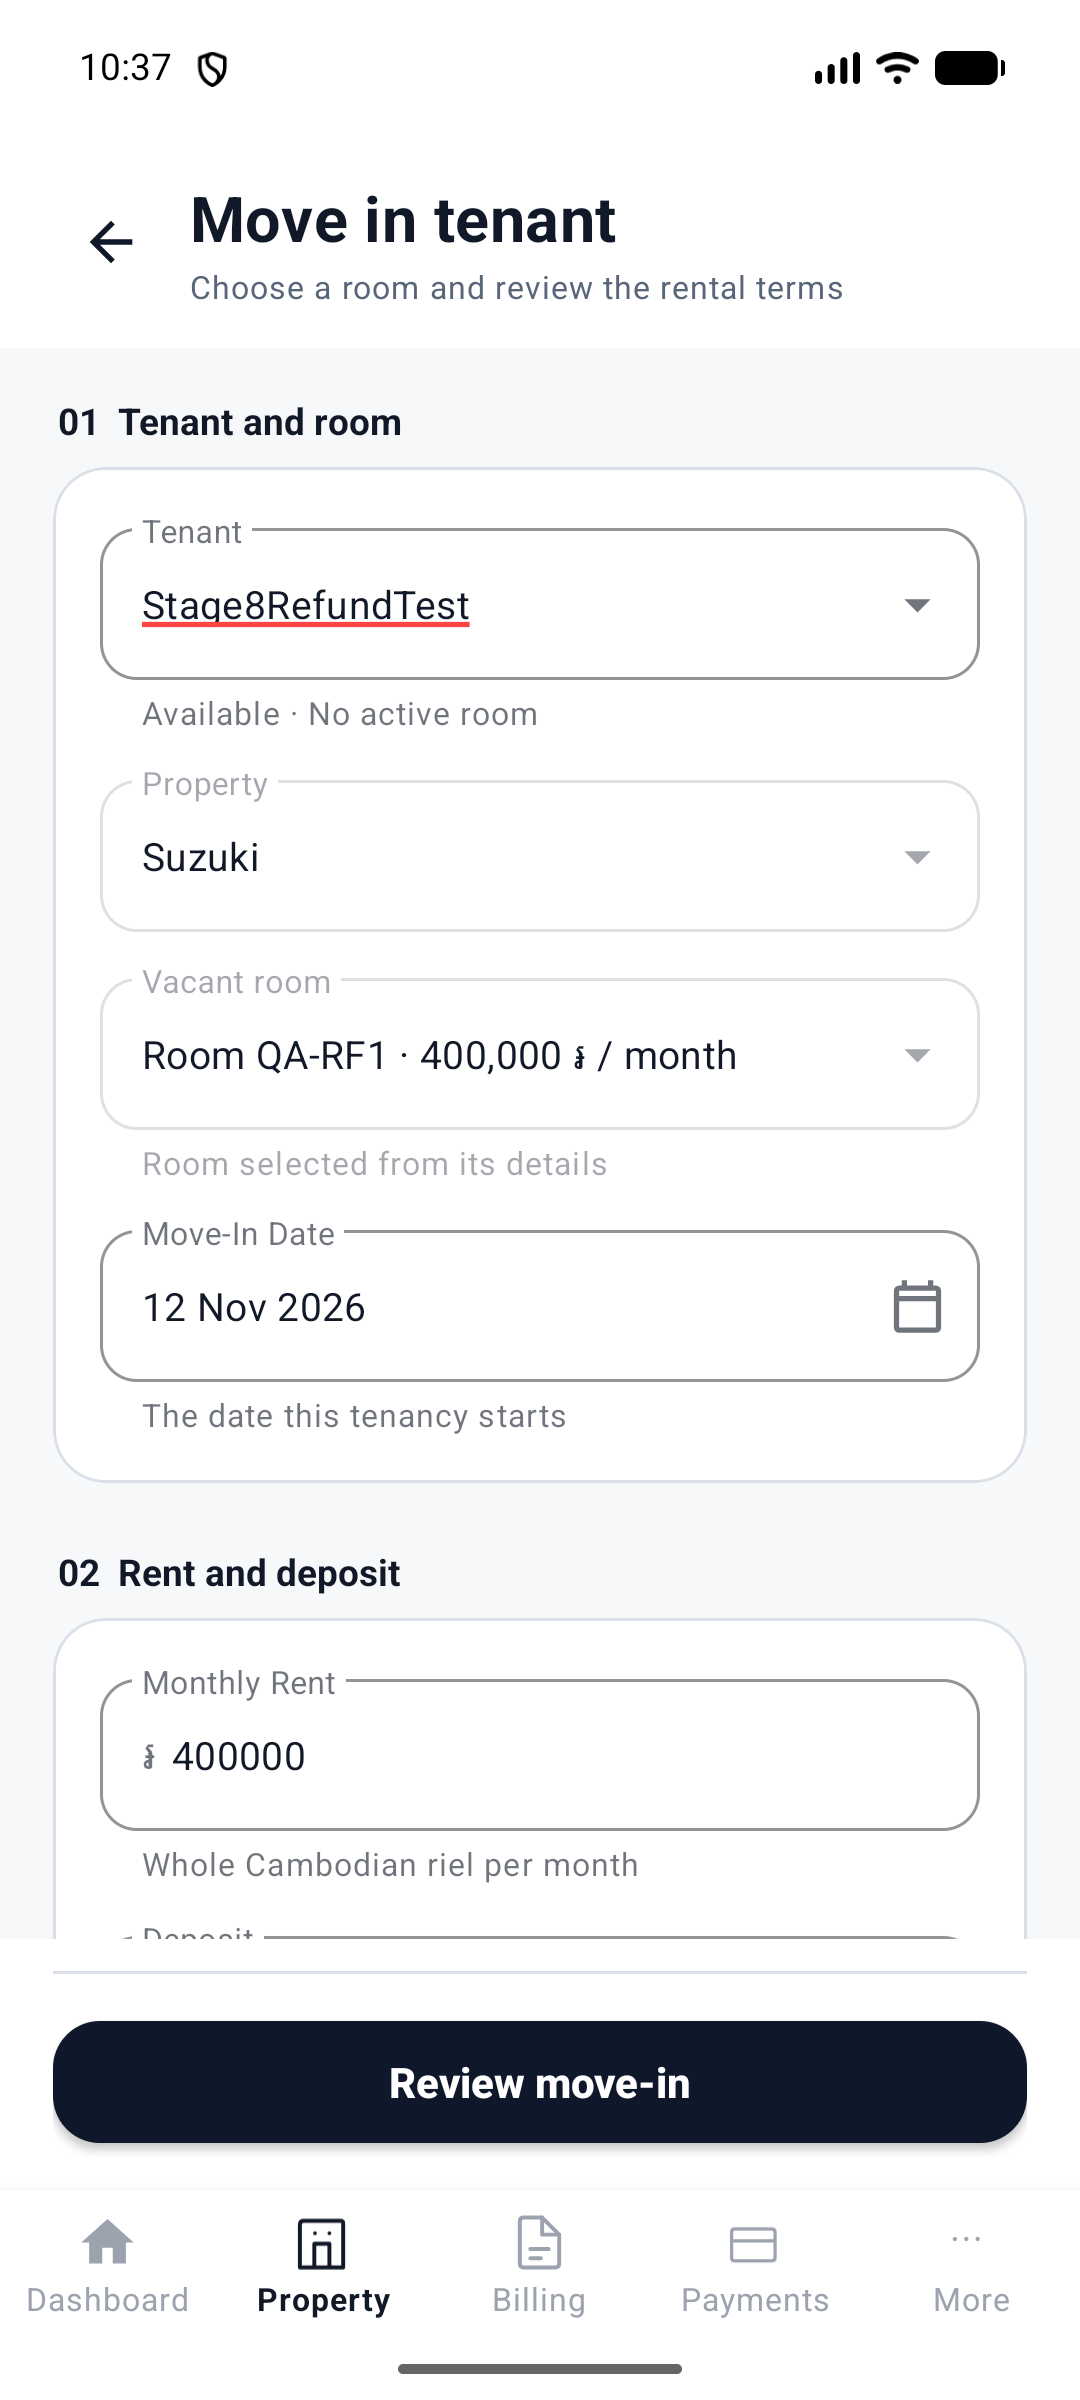 10:37
Move in tenant
Choose a room and review the rental terms
01 Tenant and room
Tenant
Stage8RefundTest
Available · No active room
Property
Suzuki
Vacant room
Room QA-RF1 · 400,000 ៛ / month
Room selected from its details
Move-In Date
12 Nov 2026
The date this tenancy starts
02 Rent and deposit
Monthly Rent
៛ 400000
Whole Cambodian riel per month
Deposit
Review move-in
Dashboard
Property
Billing
Payments
More